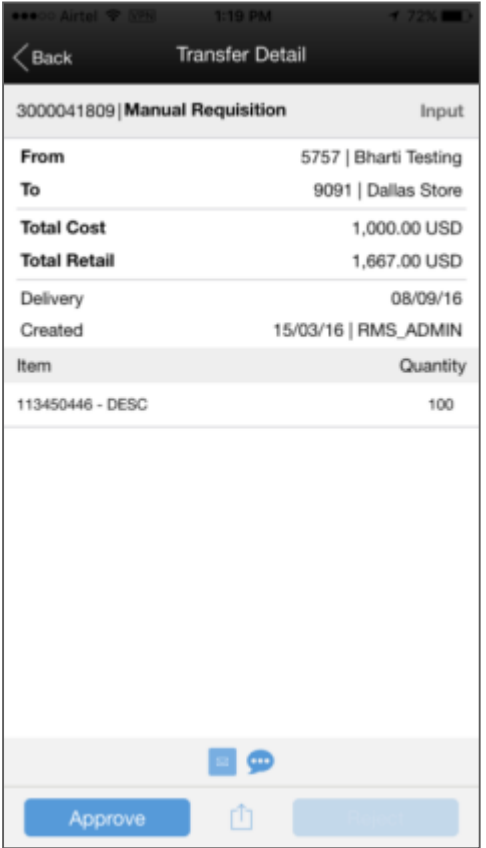 Airtel VPN 1:19 PM 72%
Back Transfer Detail
3000041809|Manual Requisition Input
From 5757 | Bharti Testing
To 9091 | Dallas Store
Total Cost 1,000.00 USD
Total Retail 1,667.00 USD
Delivery 08/09/16
Created 15/03/16 | RMS_ADMIN
Item Quantity
113450446 - DESC 100
Approve Reject